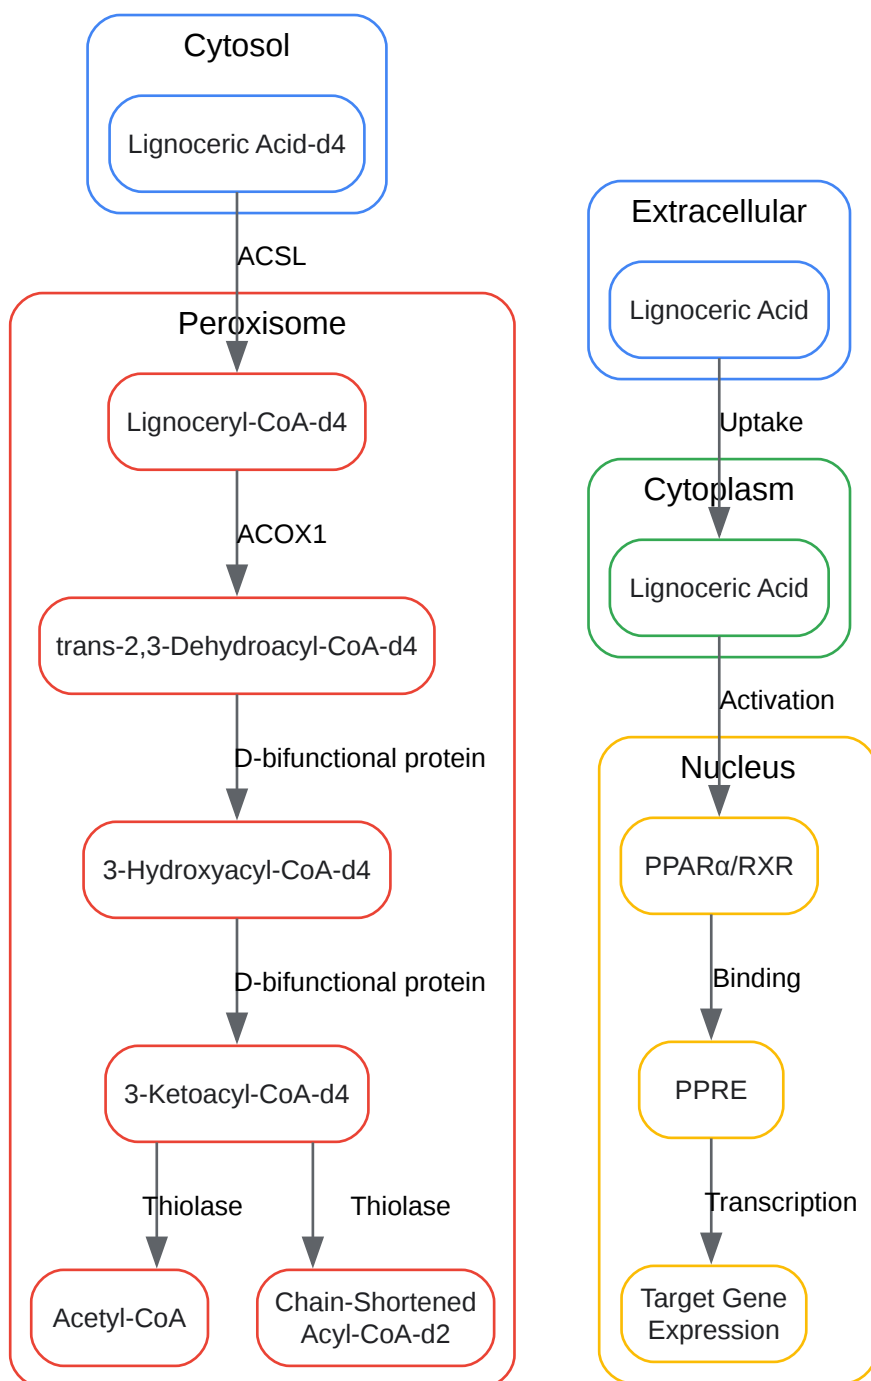 Cytosol
Lignoceric Acid-d4
ACSL
Peroxisome
Lignoceryl-CoA-d4
ACOX1
trans-2,3-Dehydroacyl-CoA-d4
D-bifunctional protein
3-Hydroxyacyl-CoA-d4
D-bifunctional protein
3-Ketoacyl-CoA-d4
Thiolase
Thiolase
Acetyl-CoA
Chain-Shortened
Acyl-CoA-d2
Extracellular
Lignoceric Acid
Uptake
Cytoplasm
Lignoceric Acid
Activation
Nucleus
PPARα/RXR
Binding
PPRE
Transcription
Target Gene
Expression